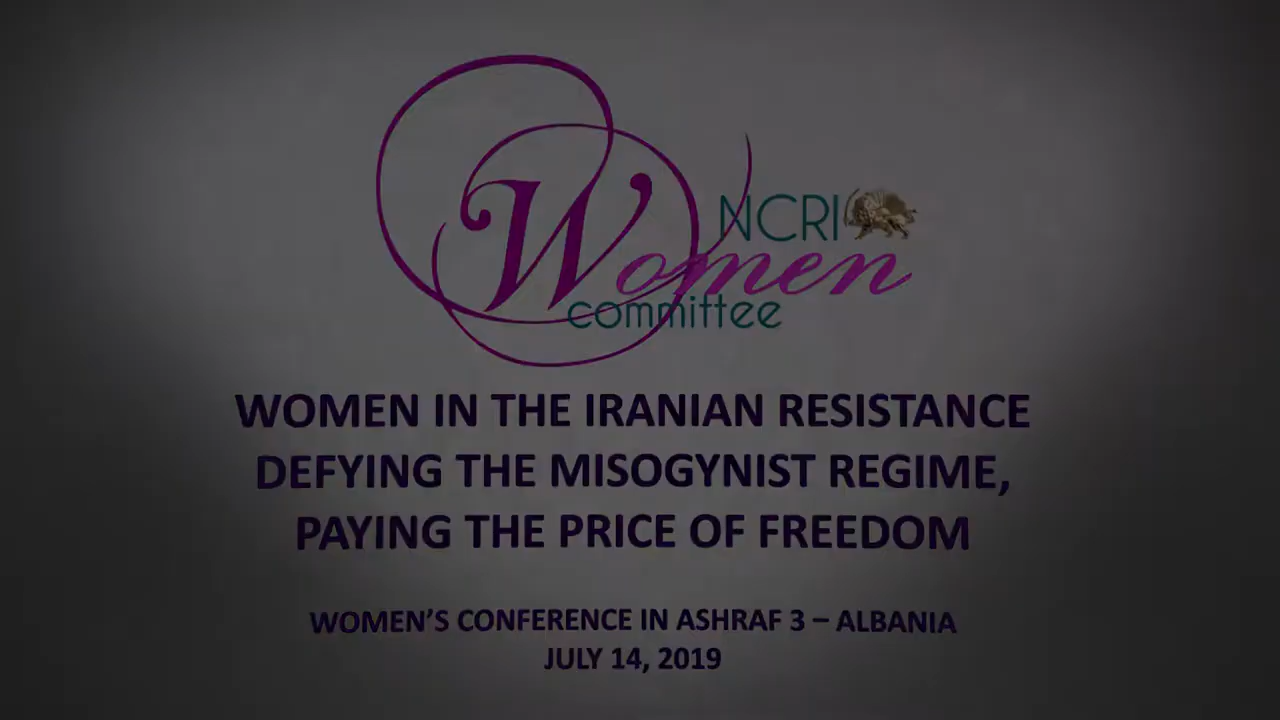 NCRI
Women
committee
WOMEN IN THE IRANIAN RESISTANCE
DEFYING THE MISOGYNIST REGIME,
PAYING THE PRICE OF FREEDOM
WOMEN'S CONFERENCE IN ASHRAF 3 – ALBANIA
JULY 14, 2019